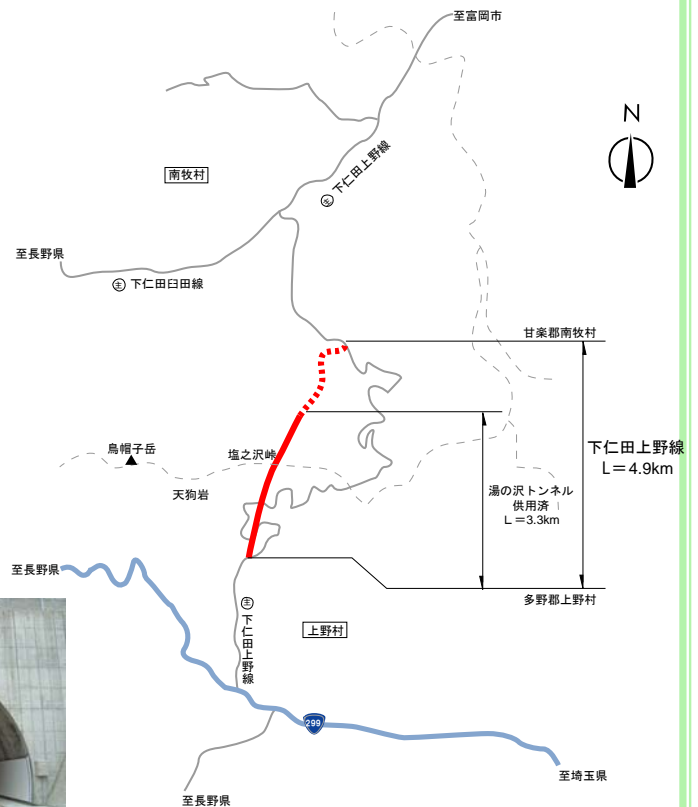 至富岡市
N
南牧村
主 下仁田上野線
至長野県
主 下仁田臼田線
甘楽郡南牧村
下仁田上野線
L=4.9km
烏帽子岳
塩之沢峠
天狗岩
湯の沢トンネル
供用済
L=3.3km
至長野県
多野郡上野村
主 下仁田上野線
上野村
299
至埼玉県
至長野県